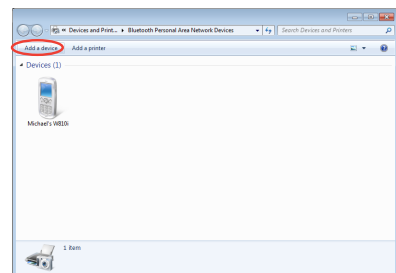 « Devices and Print... ▸ Bluetooth Personal Area Network Devices
Search Devices and Printers
Add a device
Add a printer
Devices (1)
Michael's W810i
1 item